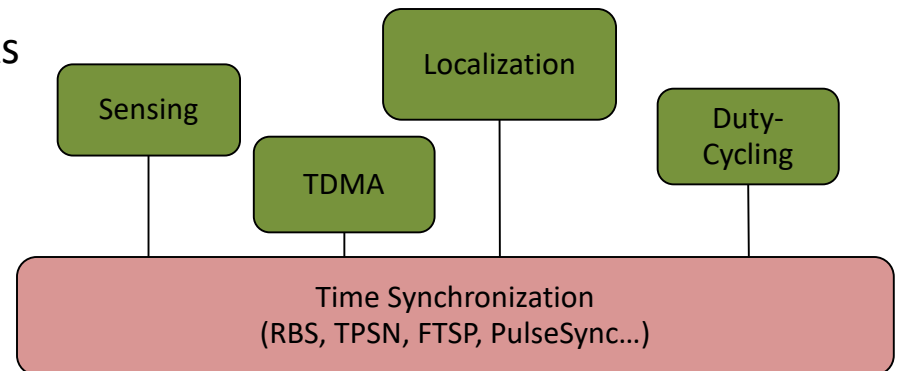 Sensing
TDMA
Localization
Duty-
Cycling
Time Synchronization
(RBS, TPSN, FTSP, PulseSync…)